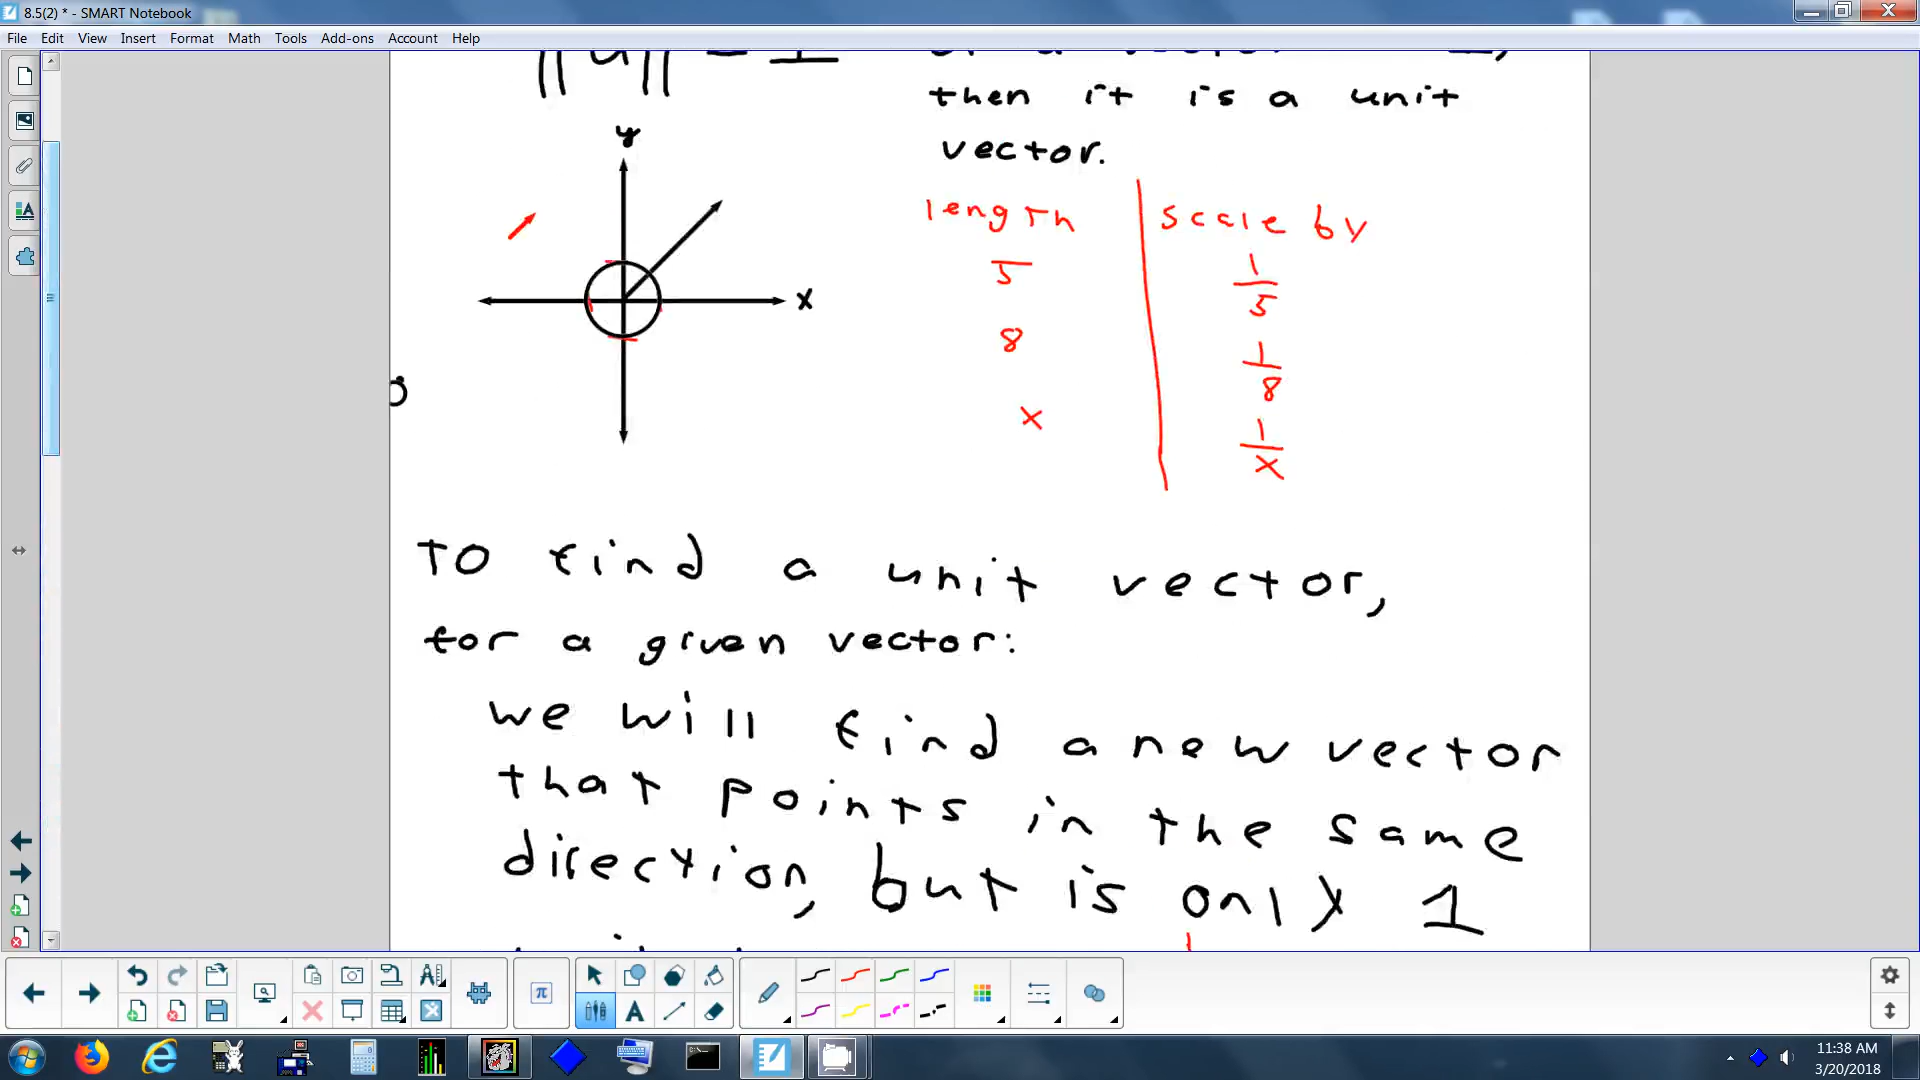 8.5(2) * - SMART Notebook
File Edit View Insert Format Math Tools Add-ons Account Help
||u|| = 1
then it is a unit
vector.
y
x
length scale by
5 1/5
8 1/8
x 1/x
To find a unit vector,
for a given vector:
we will find a new vector
that points in the same
direction, but is only 1
11:38 AM
3/20/2018